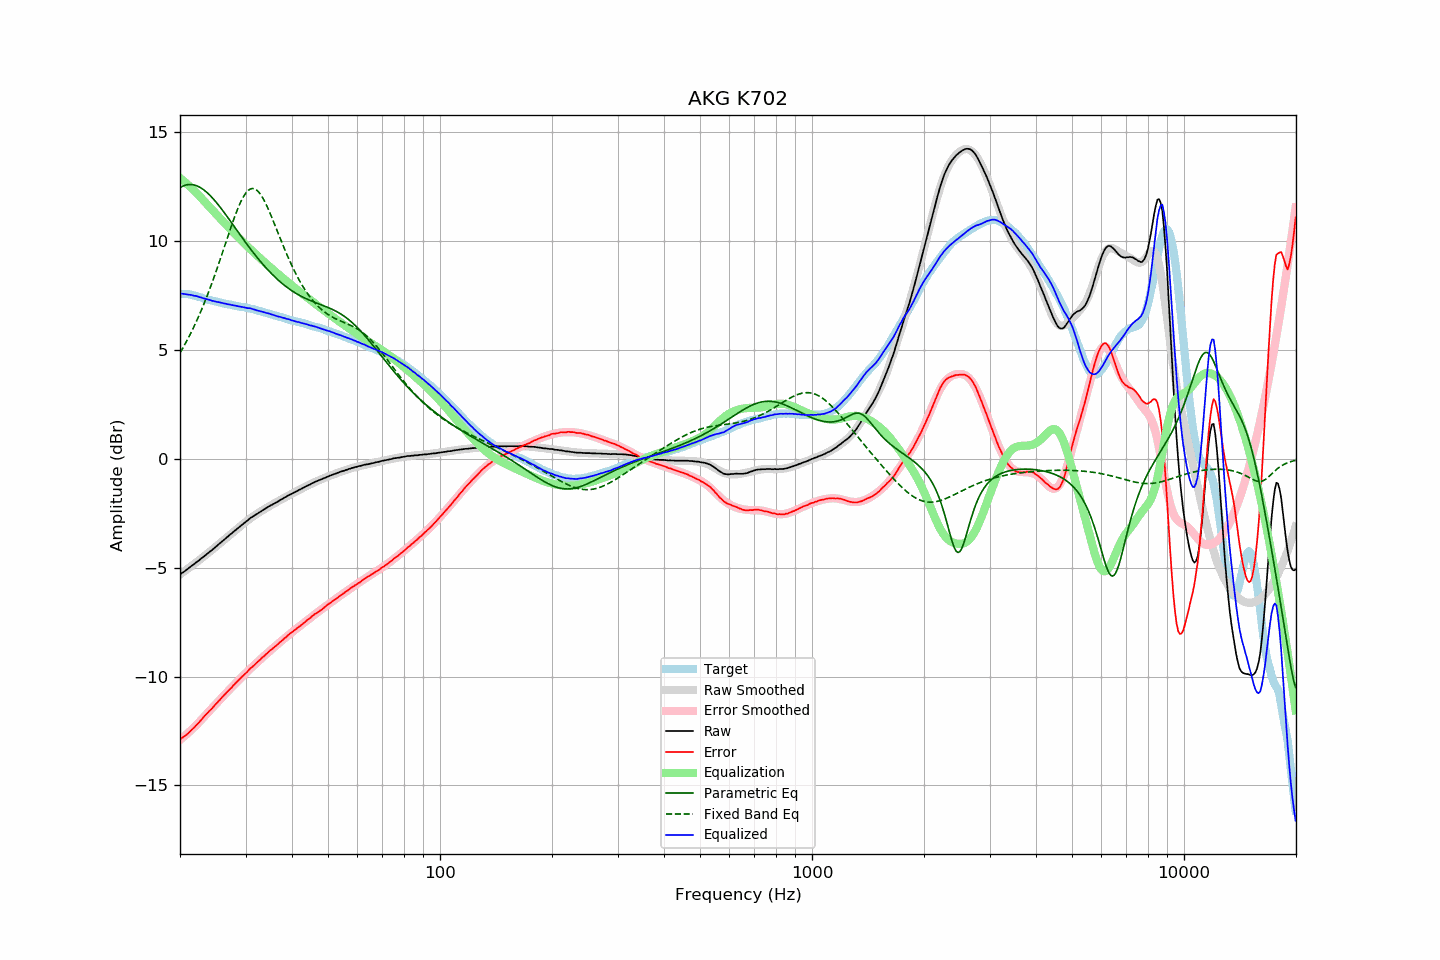 AKG K702
15
10
5
0
−5
−10
−15
Amplitude (dBr)
Target
Raw Smoothed
Error Smoothed
Raw
Error
Equalization
Parametric Eq
Fixed Band Eq
Equalized
100 1000 10000
Frequency (Hz)